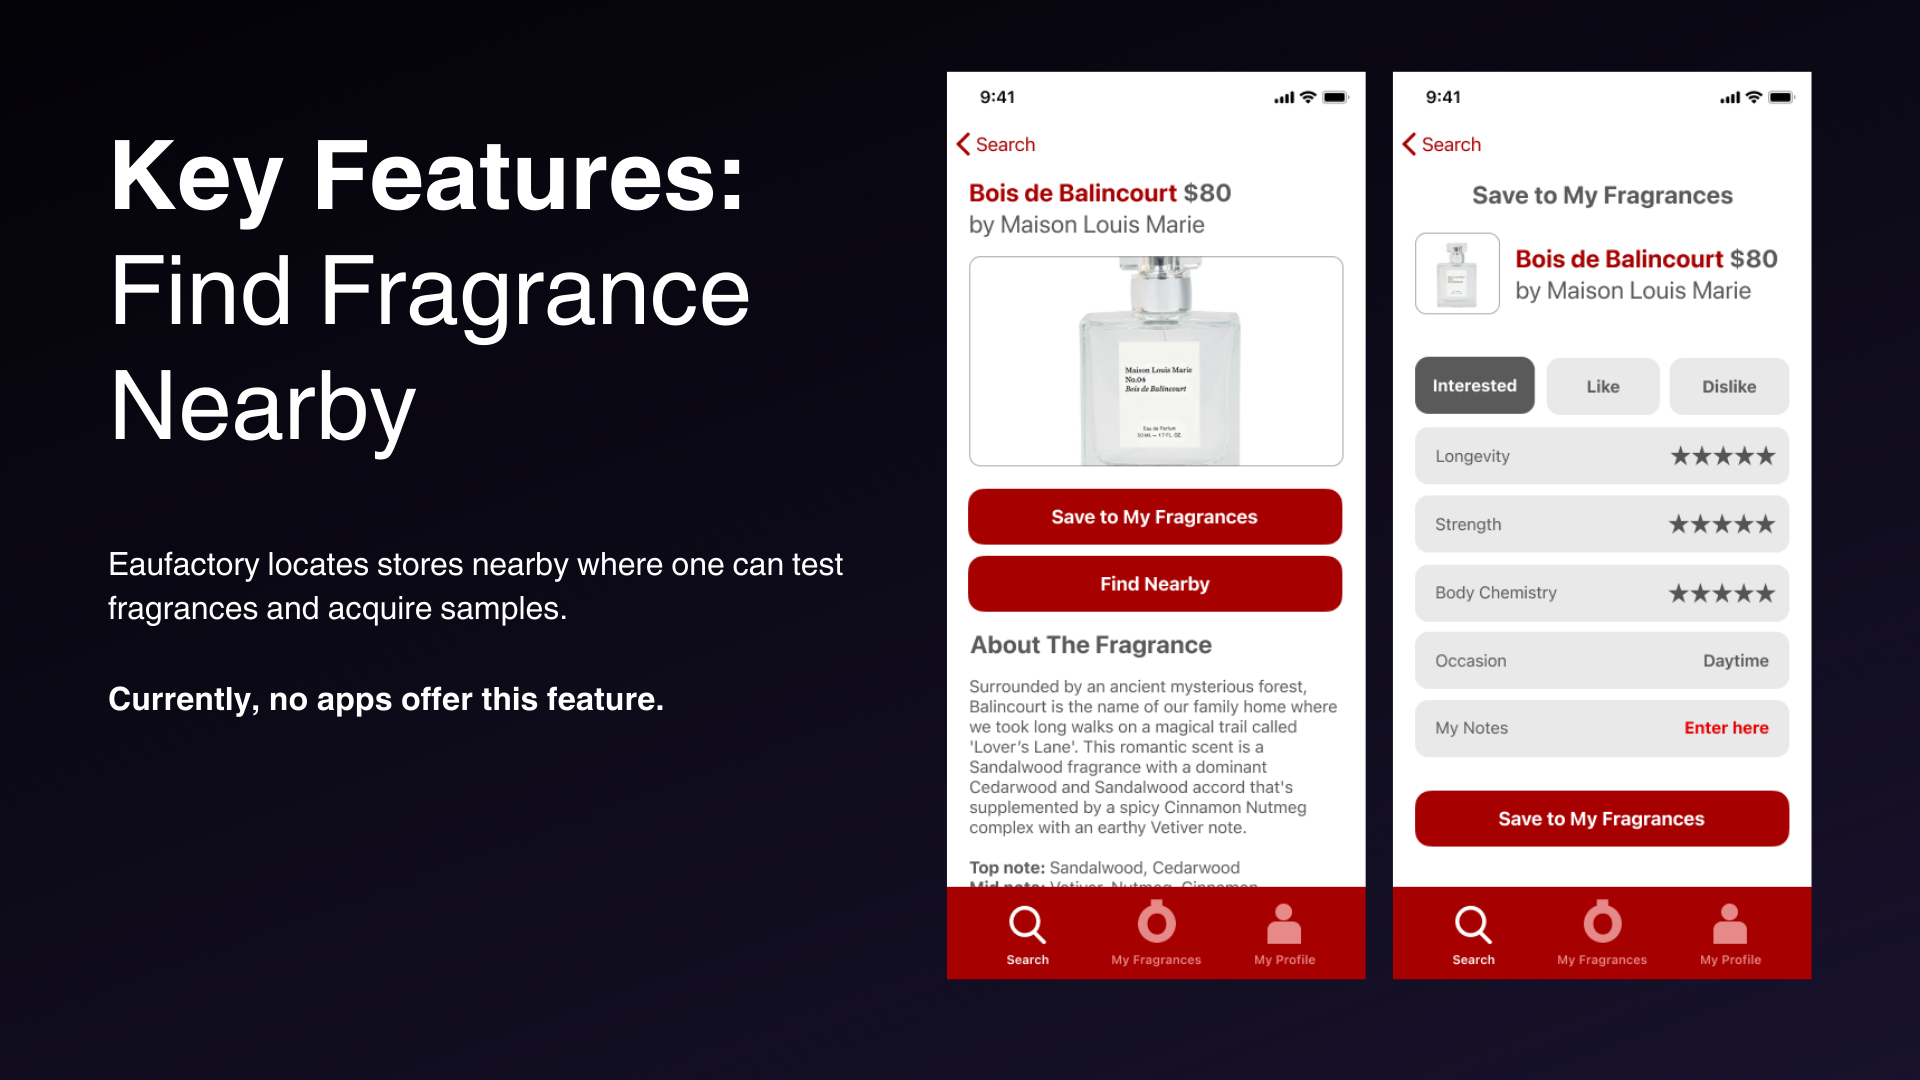 Key Features:
Find Fragrance
Nearby
Eaufactory locates stores nearby where one can test
fragrances and acquire samples.
Currently, no apps offer this feature.
9:41
Search
Bois de Balincourt $80
by Maison Louis Marie
Maison Louis Marie
No.04
Bois de Balincourt
Eau de Parfum
50 ML – 1.7 FL. OZ.
Save to My Fragrances
Find Nearby
About The Fragrance
Surrounded by an ancient mysterious forest,
Balincourt is the name of our family home where
we took long walks on a magical trail called
'Lover's Lane'. This romantic scent is a
Sandalwood fragrance with a dominant
Cedarwood and Sandalwood accord that's
supplemented by a spicy Cinnamon Nutmeg
complex with an earthy Vetiver note.
Top note: Sandalwood, Cedarwood
Mid note: Vetiver, Nutmeg, Cinnamon
Search
My Fragrances
My Profile
9:41
Search
Save to My Fragrances
Bois de Balincourt $80
by Maison Louis Marie
Interested
Like
Dislike
Longevity ★★★★★
Strength ★★★★★
Body Chemistry ★★★★★
Occasion Daytime
My Notes Enter here
Save to My Fragrances
Search
My Fragrances
My Profile